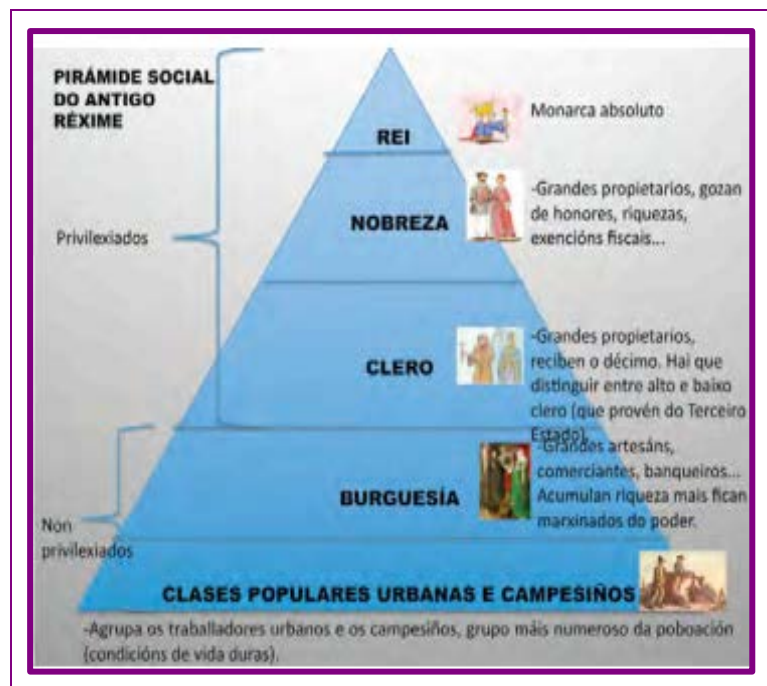 PIRÁMIDE SOCIAL
DO ANTIGO
RÉXIME
REI
Monarca absoluto
Privilexiados
NOBREZA
-Grandes propietarios, gozan
de honores, riquezas,
exencións fiscais...
CLERO
-Grandes propietarios,
reciben o décimo. Hai que
distinguir entre alto e baixo
clero (que provén do Terceiro
Estado).
BURGUESÍA
-Grandes artesáns,
comerciantes, banqueiros...
Acumulan riqueza mais fican
marxinados do poder.
Non
privilexiados
CLASES POPULARES URBANAS E CAMPESIÑOS
-Agrupa os traballadores urbanos e os campesiños, grupo máis numeroso da poboación
(condicións de vida duras).